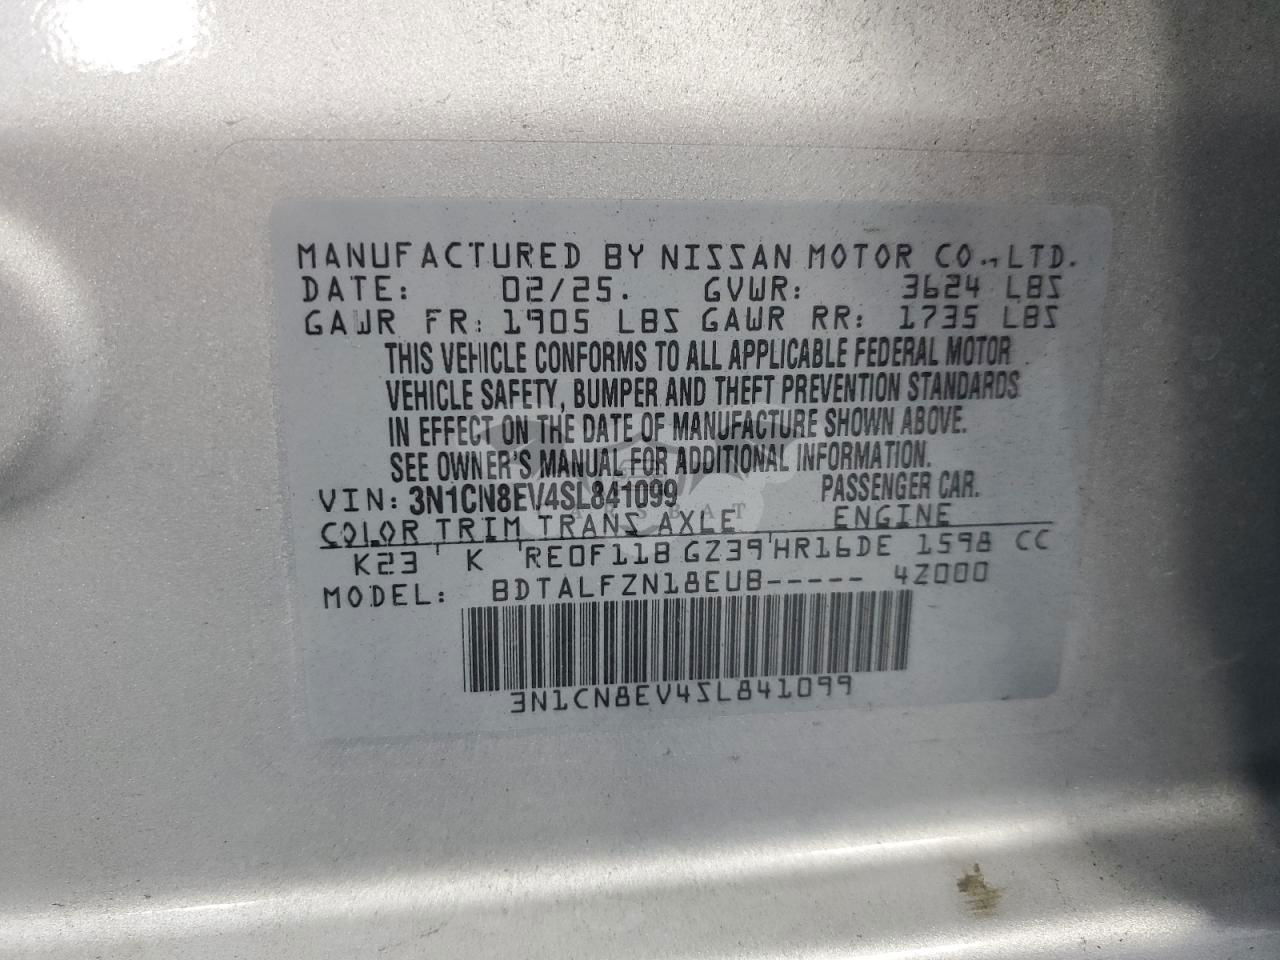 MANUFACTURED BY NISSAN MOTOR CO., LTD.
DATE: 02/25. GVWR: 3624 LBS
GAWR FR: 1905 LBS GAWR RR: 1735 LBS
THIS VEHICLE CONFORMS TO ALL APPLICABLE FEDERAL MOTOR
VEHICLE SAFETY, BUMPER AND THEFT PREVENTION STANDARDS
IN EFFECT ON THE DATE OF MANUFACTURE SHOWN ABOVE.
SEE OWNER'S MANUAL FOR ADDITIONAL INFORMATION.
VIN: 3N1CN8EV4SL841099 PASSENGER CAR.
COLOR TRIM TRANS AXLE ENGINE
K23 K RE0F11B GZ39 HR16DE 1598 CC
MODEL: BDTALFZN18EUB----- 42000
3N1CN8EV4SL841099